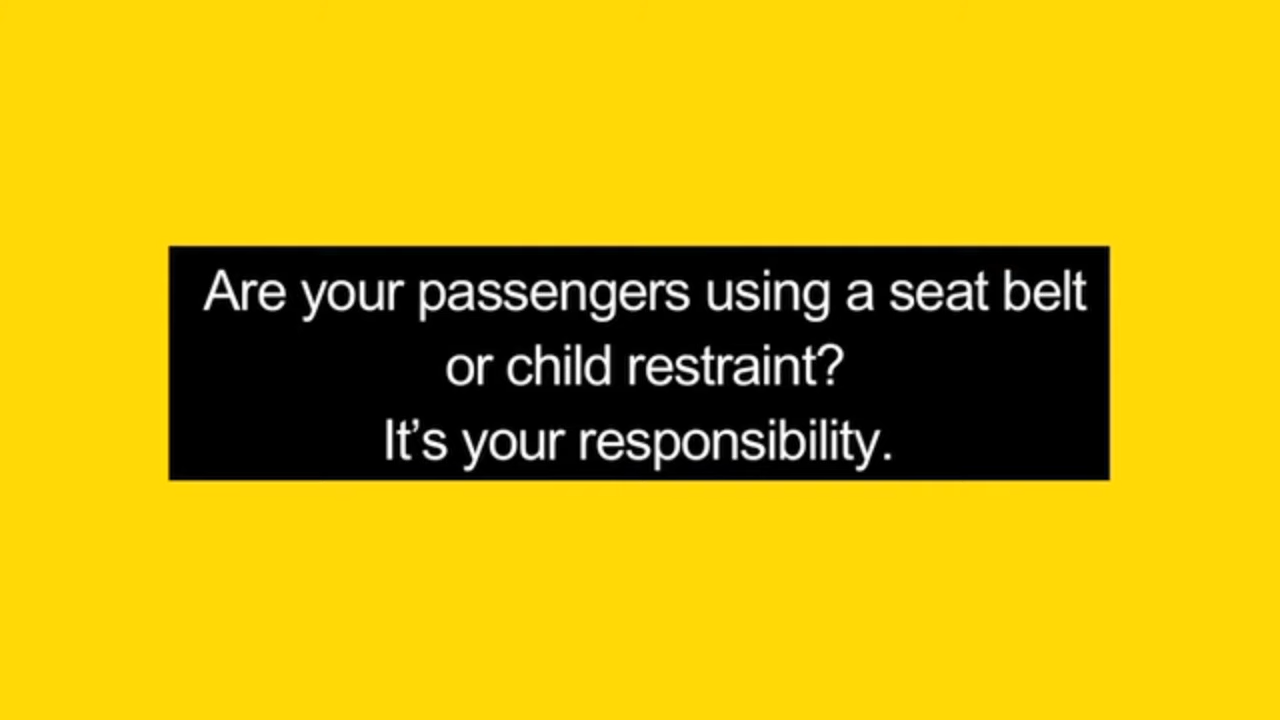 Are your passengers using a seat belt
or child restraint?
It’s your responsibility.